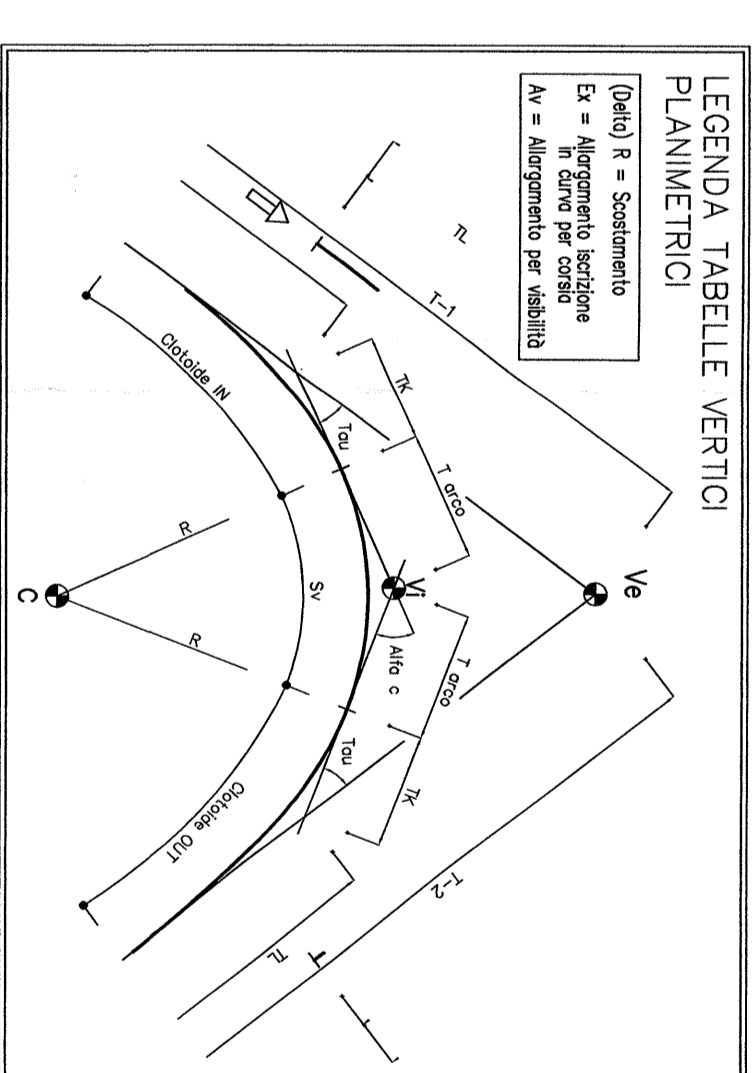 LEGENDA TABELLE VERTICI
PLANIMETRICI
(Delta) R = Scostamento
Ex = Allargamento iscrizione
in curva per corsia
Av = Allargamento per visibilità
Ve
T-1
TL
TK
T arco
Vi
T arco
Alfa c
TK
T-2
Tau
Tau
TL
Clotoide IN
Sv
Clotoide OUT
R
R
C